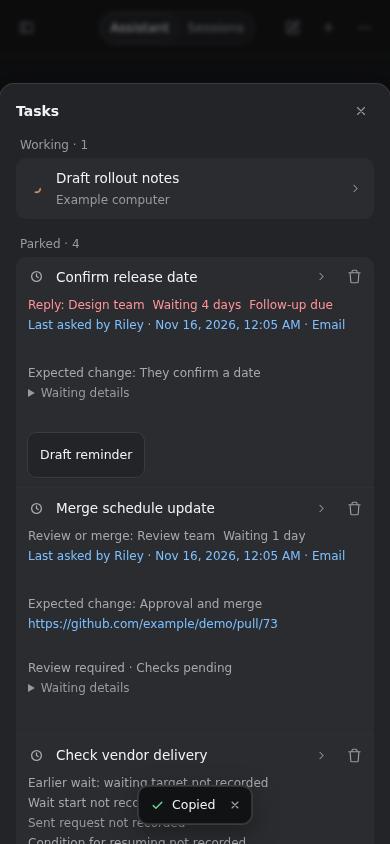 Assistant Sessions
Tasks
Working · 1
Draft rollout notes
Example computer
Parked · 4
Confirm release date
Reply: Design team Waiting 4 days Follow-up due
Last asked by Riley · Nov 16, 2026, 12:05 AM · Email
Expected change: They confirm a date
Waiting details
Draft reminder
Merge schedule update
Review or merge: Review team Waiting 1 day
Last asked by Riley · Nov 16, 2026, 12:05 AM · Email
Expected change: Approval and merge
https://github.com/example/demo/pull/73
Review required · Checks pending
Waiting details
Check vendor delivery
Earlier wait: waiting target not recorded
Wait start not
Copied
Sent request not recorded
Condition for resuming not recorded